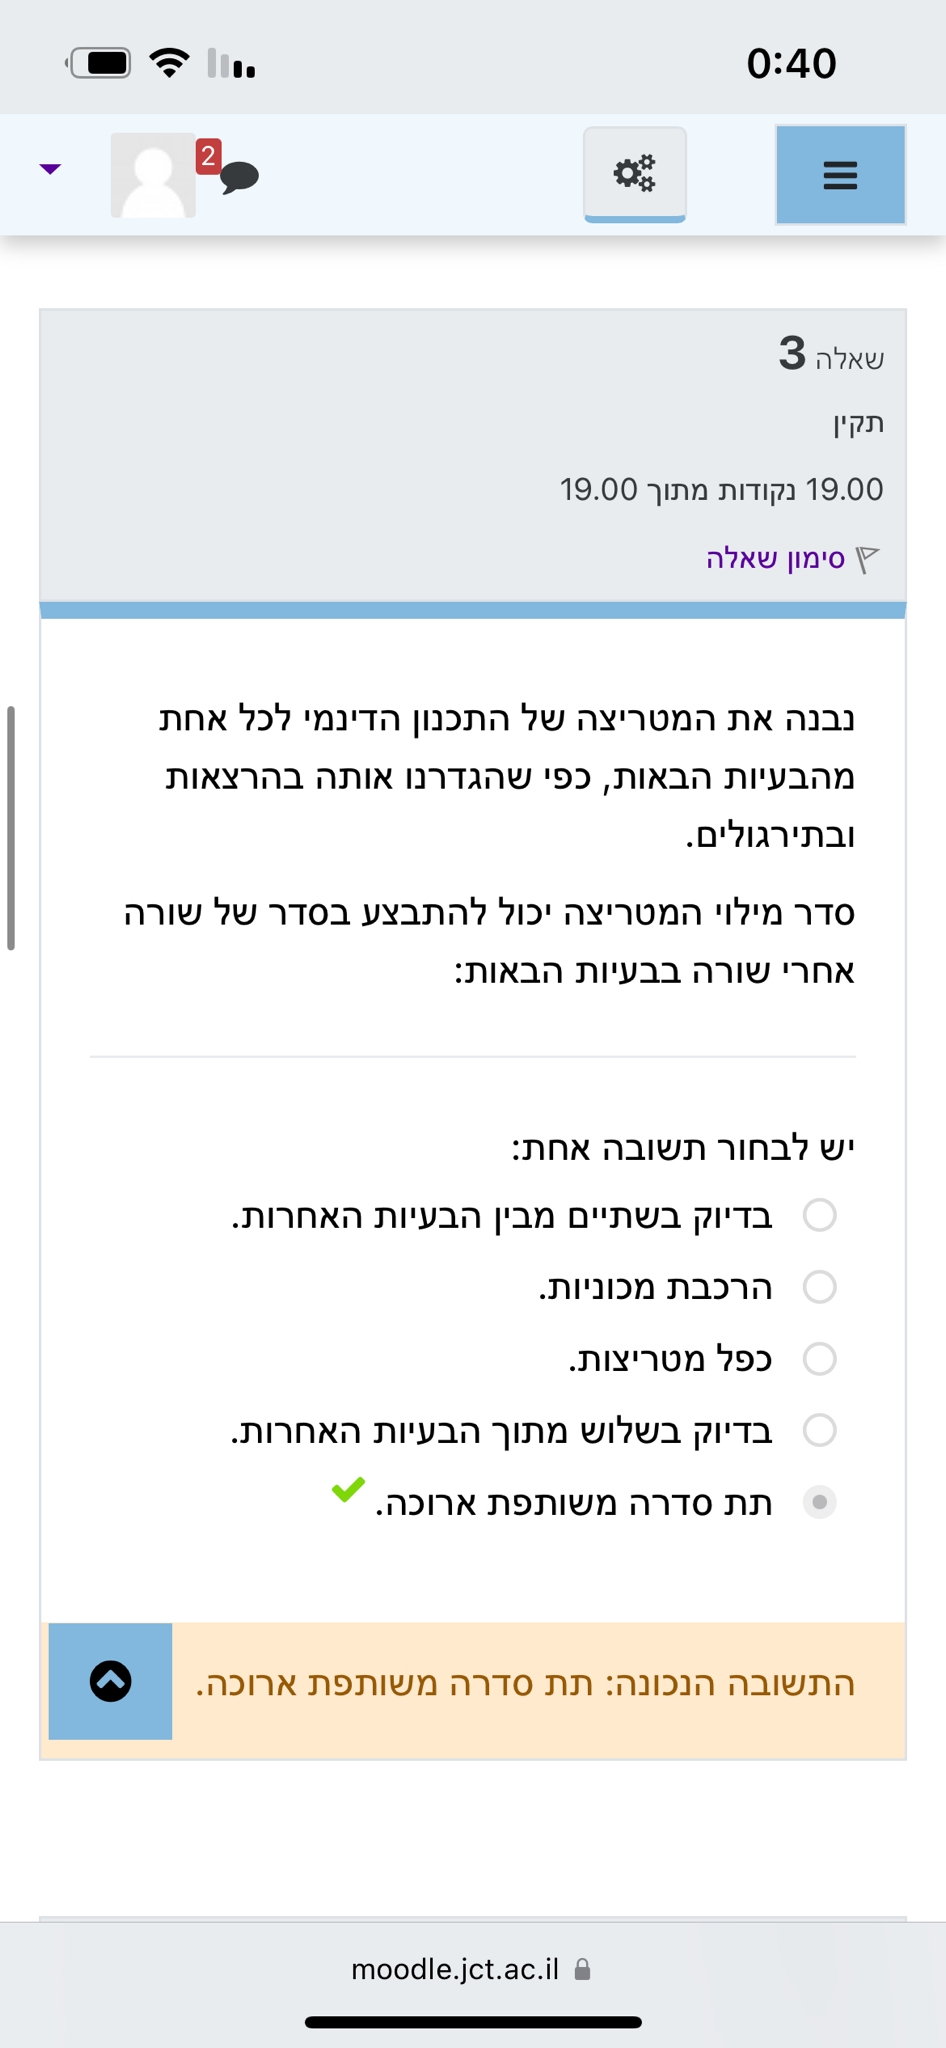 0:40
2
שאלה 3
תקין
19.00 נקודות מתוך 19.00
סימון שאלה
נבנה את המטריצה של התכנון הדינמי לכל אחת
מהבעיות הבאות, כפי שהגדרנו אותה בהרצאות
ובתירגולים.
סדר מילוי המטריצה יכול להתבצע בסדר של שורה
אחרי שורה בבעיות הבאות:
יש לבחור תשובה אחת:
בדיוק בשתיים מבין הבעיות האחרות.
הרכבת מכוניות.
כפל מטריצות.
בדיוק בשלוש מתוך הבעיות האחרות.
תת סדרה משותפת ארוכה.
התשובה הנכונה: תת סדרה משותפת ארוכה.
moodle.jct.ac.il